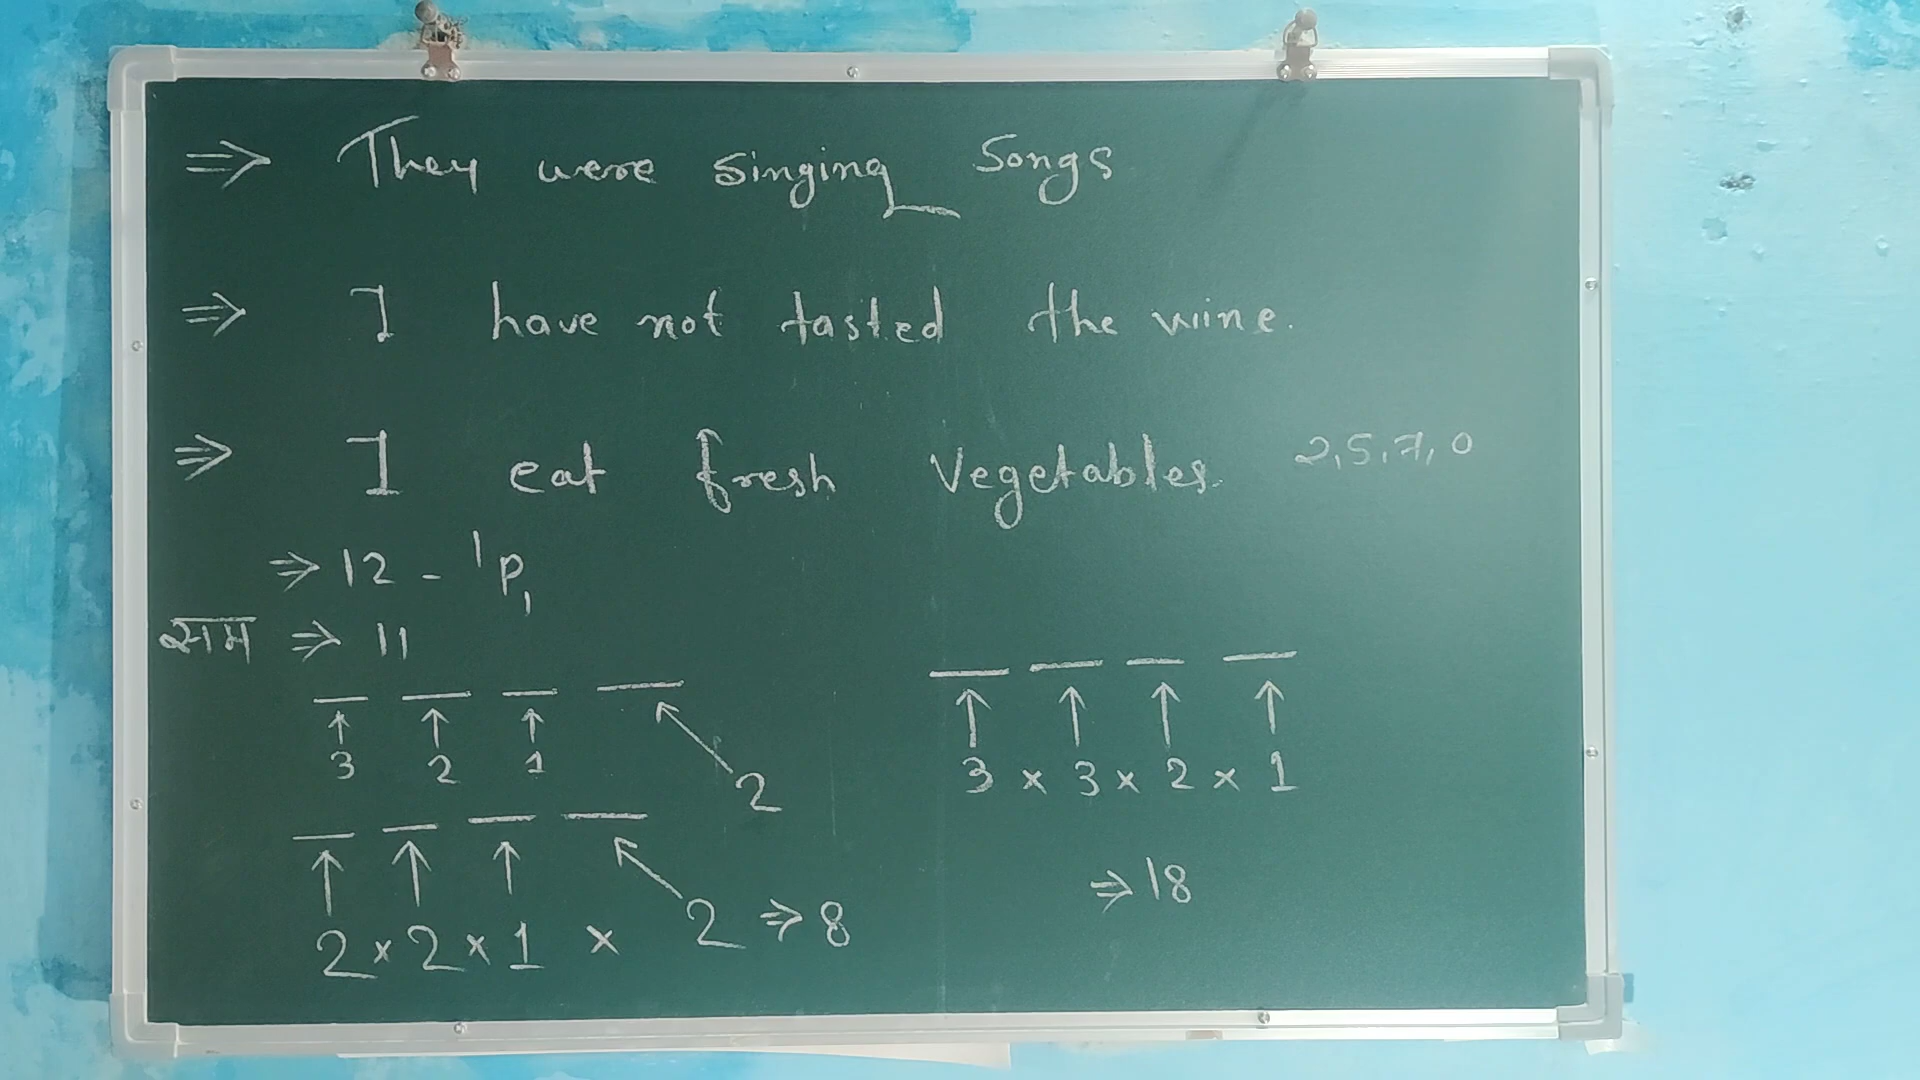 ⇒ They were singing Songs
⇒ I have not tasted the wine.
⇒ I eat fresh Vegetables. 2,5,7,0
⇒ 12 - ¹P₁
राम ⇒ 11
— — — —
↑ ↑ ↑ ↖
3 2 1 2
— — — —
↑ ↑ ↑ ↖
2 × 2 × 1 × 2 ⇒ 8
— — — —
↑ ↑ ↑ ↑
3 × 3 × 2 × 1
⇒ 18